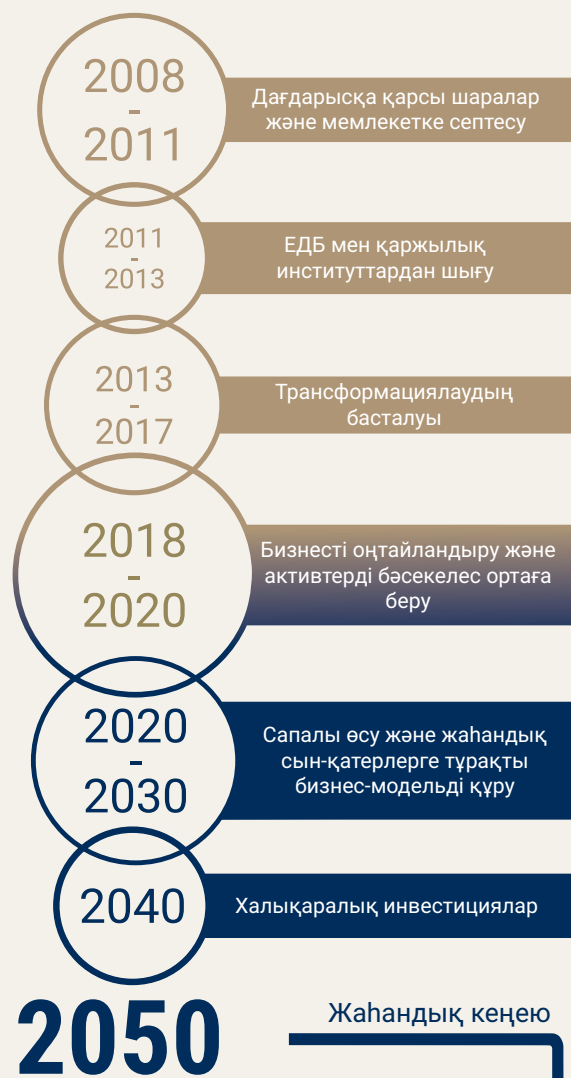 2008
-
2011
Дағдарысқа қарсы шаралар
және мемлекетке септесу
2011
-
2013
ЕДБ мен қаржылық
институттардан шығу
2013
-
2017
Трансформациялаудың
басталуы
2018
-
2020
Бизнесті оңтайландыру және
активтерді бәсекелес ортаға
беру
2020
-
2030
Сапалы өсу және жаһандық
сын-қатерлерге тұрақты
бизнес-модельді құру
2040
Халықаралық инвестициялар
2050
Жаһандық кеңею